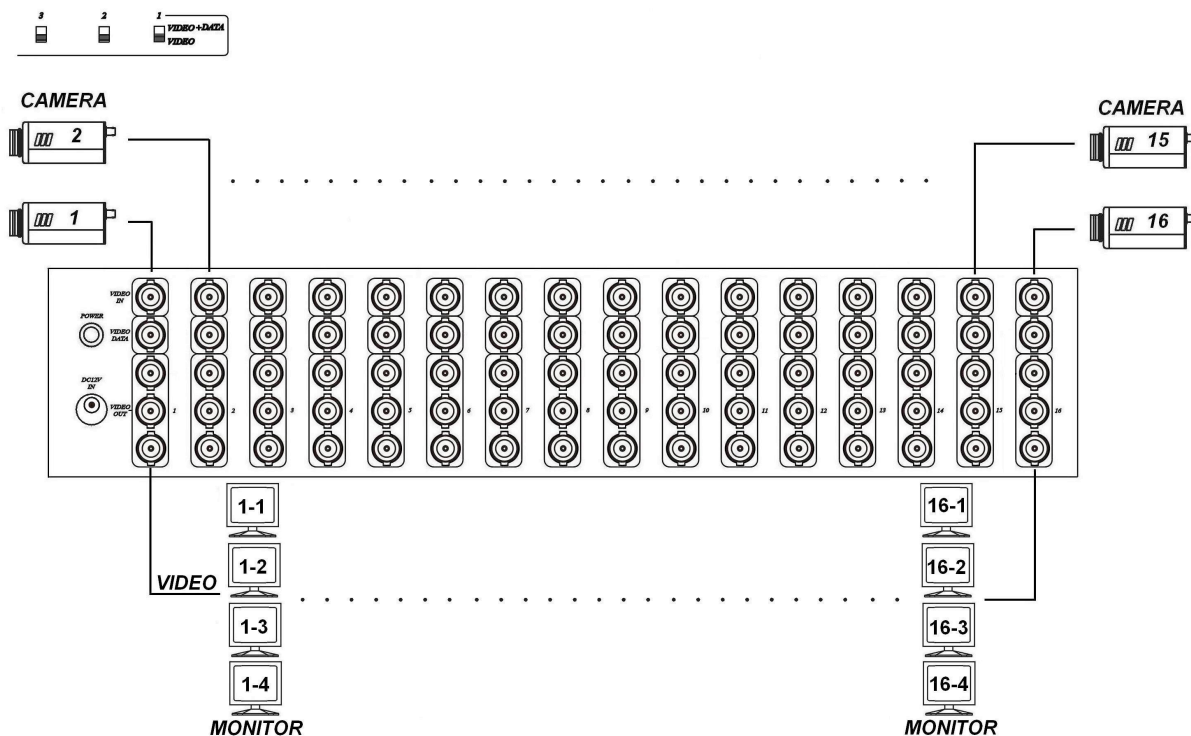 3 2 1
VIDEO+DATA
VIDEO
CAMERA
2
1
CAMERA
15
16
VIDEO
IN
POWER
VIDEO
DATA
DC12V
IN
VIDEO
OUT
1 2 3 4 5 6 7 8 9 10 11 12 13 14 15 16
1-1
1-2
VIDEO
1-3
1-4
MONITOR
16-1
16-2
16-3
16-4
MONITOR